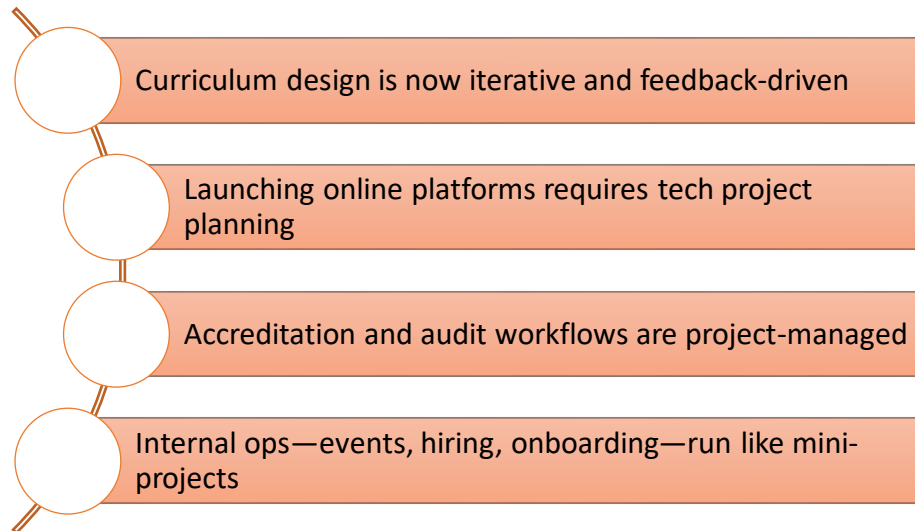 Curriculum design is now iterative and feedback-driven
Launching online platforms requires tech project
planning
Accreditation and audit workflows are project-managed
Internal ops—events, hiring, onboarding—run like mini-
projects